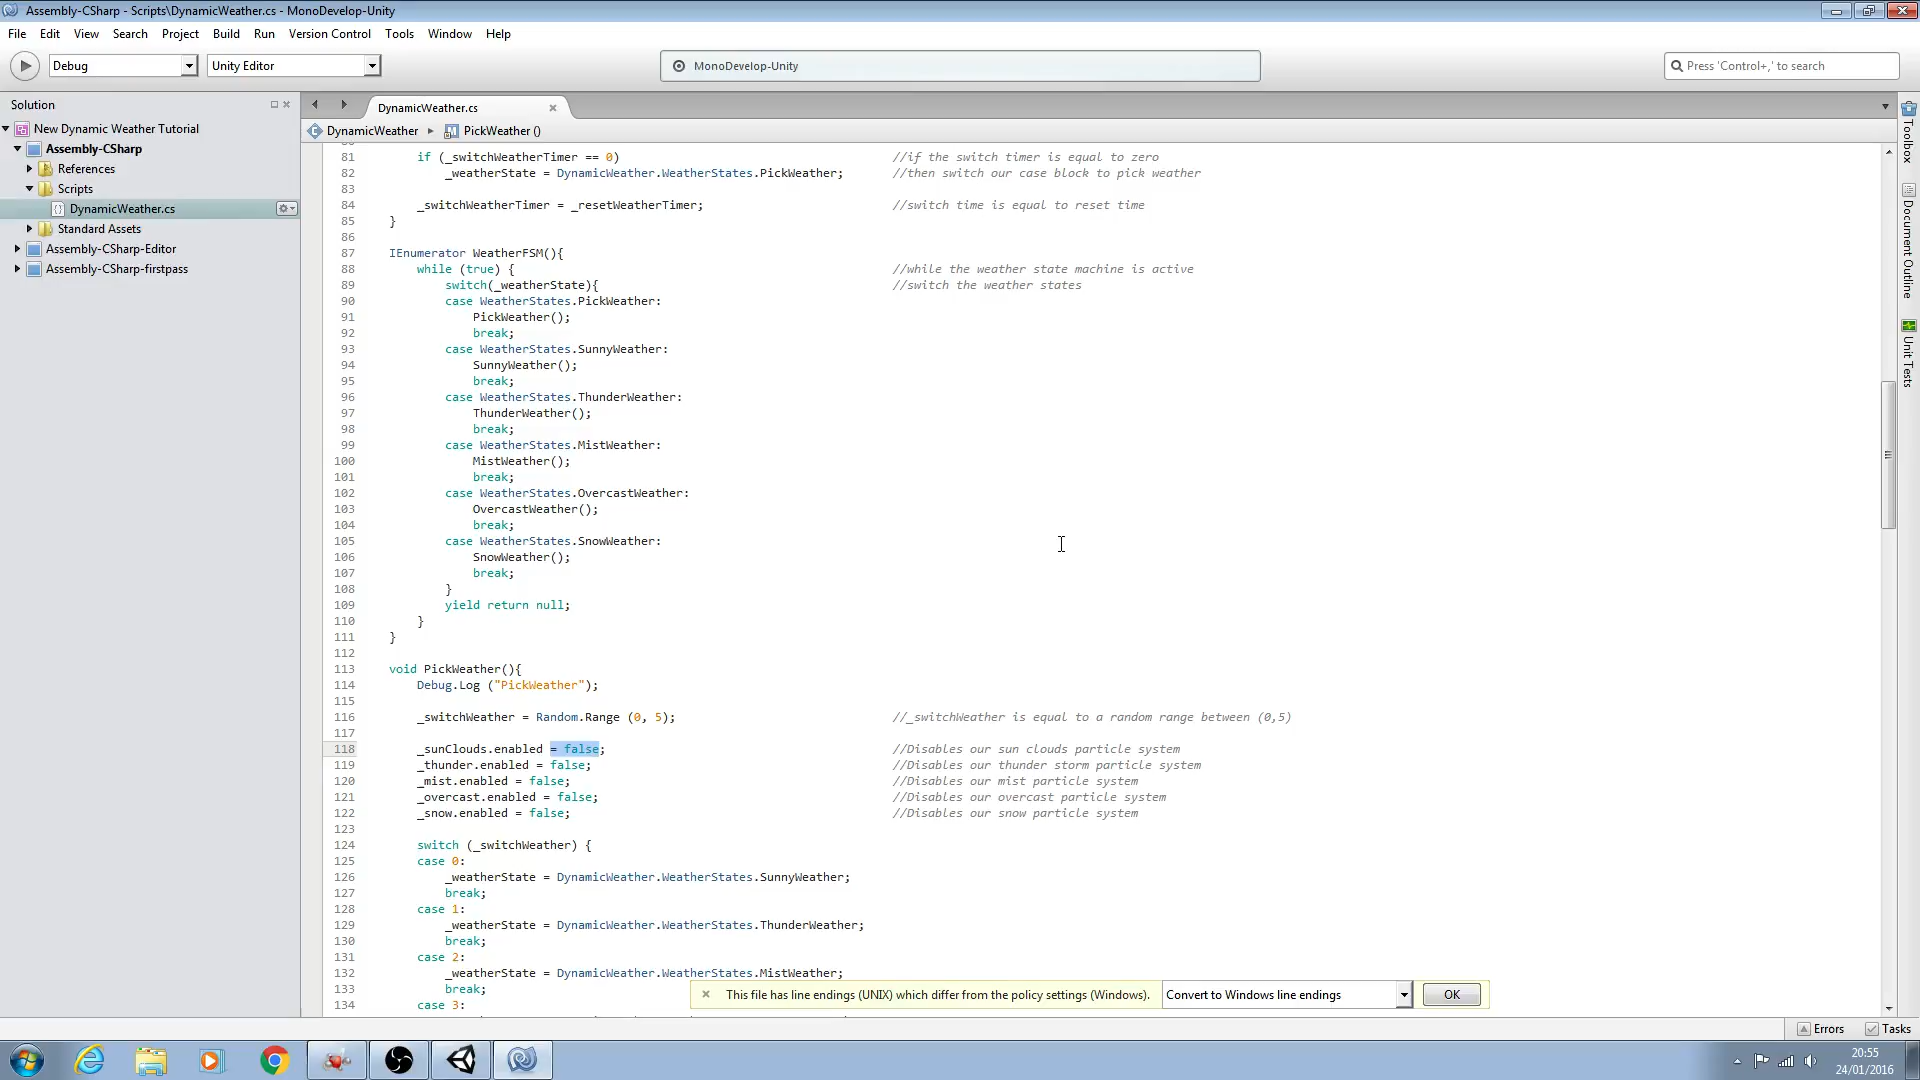 Assembly-CSharp - Scripts\DynamicWeather.cs - MonoDevelop-Unity
File Edit View Search Project Build Run Version Control Tools Window Help
Debug Unity Editor MonoDevelop-Unity Press 'Control+,' to search
Solution
New Dynamic Weather Tutorial
Assembly-CSharp
References
Scripts
DynamicWeather.cs
Standard Assets
Assembly-CSharp-Editor
Assembly-CSharp-firstpass
DynamicWeather.cs
DynamicWeather PickWeather ()
81 if (_switchWeatherTimer == 0) //if the switch timer is equal to zero
82 _weatherState = DynamicWeather.WeatherStates.PickWeather; //then switch our case block to pick weather
83
84 _switchWeatherTimer = _resetWeatherTimer; //switch time is equal to reset time
85 }
86
87 IEnumerator WeatherFSM(){
88 while (true) { //while the weather state machine is active
89 switch(_weatherState){ //switch the weather states
90 case WeatherStates.PickWeather:
91 PickWeather();
92 break;
93 case WeatherStates.SunnyWeather:
94 SunnyWeather();
95 break;
96 case WeatherStates.ThunderWeather:
97 ThunderWeather();
98 break;
99 case WeatherStates.MistWeather:
100 MistWeather();
101 break;
102 case WeatherStates.OvercastWeather:
103 OvercastWeather();
104 break;
105 case WeatherStates.SnowWeather:
106 SnowWeather();
107 break;
108 }
109 yield return null;
110 }
111 }
112
113 void PickWeather(){
114 Debug.Log ("PickWeather");
115
116 _switchWeather = Random.Range (0, 5); //_switchWeather is equal to a random range between (0,5)
117
118 _sunClouds.enabled = false; //Disables our sun clouds particle system
119 _thunder.enabled = false; //Disables our thunder storm particle system
120 _mist.enabled = false; //Disables our mist particle system
121 _overcast.enabled = false; //Disables our overcast particle system
122 _snow.enabled = false; //Disables our snow particle system
123
124 switch (_switchWeather) {
125 case 0:
126 _weatherState = DynamicWeather.WeatherStates.SunnyWeather;
127 break;
128 case 1:
129 _weatherState = DynamicWeather.WeatherStates.ThunderWeather;
130 break;
131 case 2:
132 _weatherState = DynamicWeather.WeatherStates.MistWeather;
133 break;
134 case 3:
This file has line endings (UNIX) which differ from the policy settings (Windows). Convert to Windows line endings OK
Toolbox
Document Outline
Unit Tests
Errors Tasks
20:55
24/01/2016